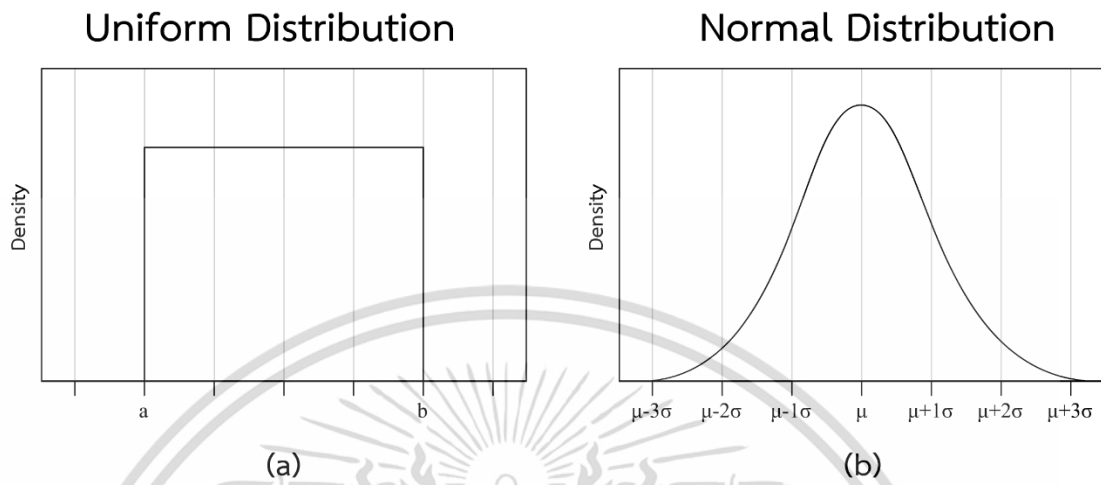 Uniform Distribution
Normal Distribution
Density
a
b
(a)
Density
μ-3σ μ-2σ μ-1σ μ μ+1σ μ+2σ μ+3σ
(b)